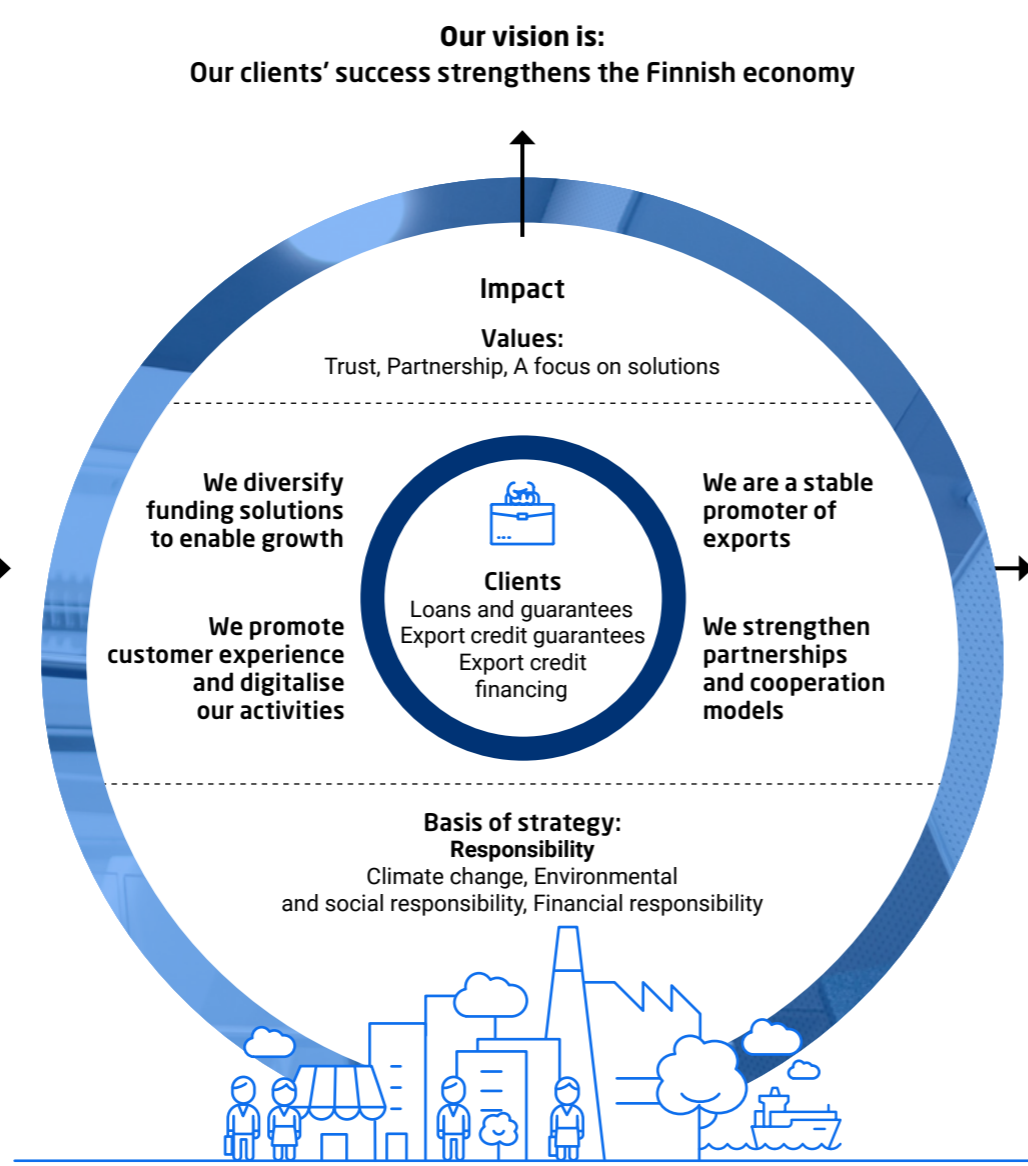 Our vision is:
Our clients’ success strengthens the Finnish economy
Impact
Values:
Trust, Partnership, A focus on solutions
We diversify
funding solutions
to enable growth
We promote
customer experience
and digitalise
our activities
Clients
Loans and guarantees
Export credit guarantees
Export credit
financing
We are a stable
promoter of
exports
We strengthen
partnerships
and cooperation
models
Basis of strategy:
Responsibility
Climate change, Environmental
and social responsibility, Financial responsibility